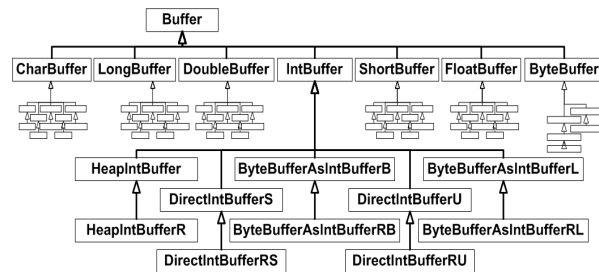 Buffer
CharBuffer LongBuffer DoubleBuffer IntBuffer ShortBuffer FloatBuffer ByteBuffer
HeapIntBuffer ByteBufferAsIntBufferB ByteBufferAsIntBufferL
DirectIntBufferS DirectIntBufferU
HeapIntBufferR ByteBufferAsIntBufferRB ByteBufferAsIntBufferRL
DirectIntBufferRS DirectIntBufferRU